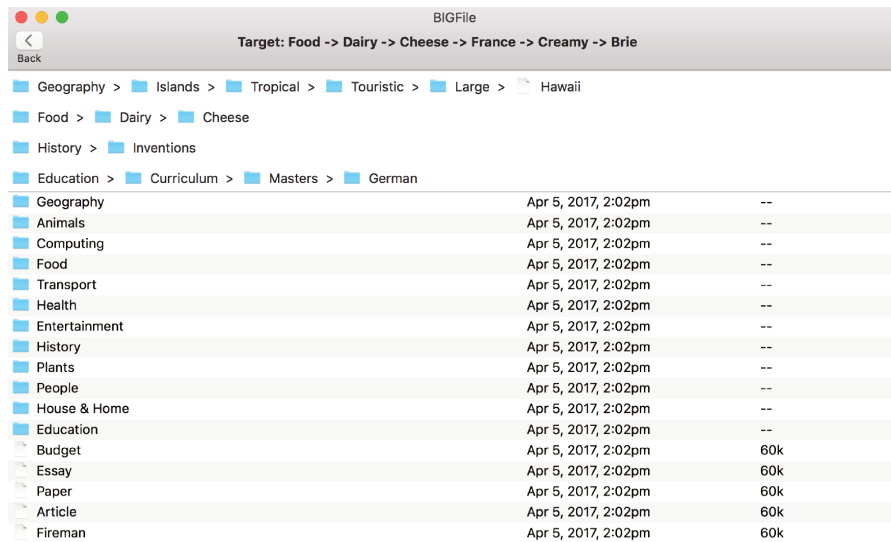 BIGFile
Target: Food -> Dairy -> Cheese -> France -> Creamy -> Brie
Back
Geography > Islands > Tropical > Touristic > Large > Hawaii
Food > Dairy > Cheese
History > Inventions
Education > Curriculum > Masters > German
Geography Apr 5, 2017, 2:02pm --
Animals Apr 5, 2017, 2:02pm --
Computing Apr 5, 2017, 2:02pm --
Food Apr 5, 2017, 2:02pm --
Transport Apr 5, 2017, 2:02pm --
Health Apr 5, 2017, 2:02pm --
Entertainment Apr 5, 2017, 2:02pm --
History Apr 5, 2017, 2:02pm --
Plants Apr 5, 2017, 2:02pm --
People Apr 5, 2017, 2:02pm --
House & Home Apr 5, 2017, 2:02pm --
Education Apr 5, 2017, 2:02pm --
Budget Apr 5, 2017, 2:02pm 60k
Essay Apr 5, 2017, 2:02pm 60k
Paper Apr 5, 2017, 2:02pm 60k
Article Apr 5, 2017, 2:02pm 60k
Fireman Apr 5, 2017, 2:02pm 60k